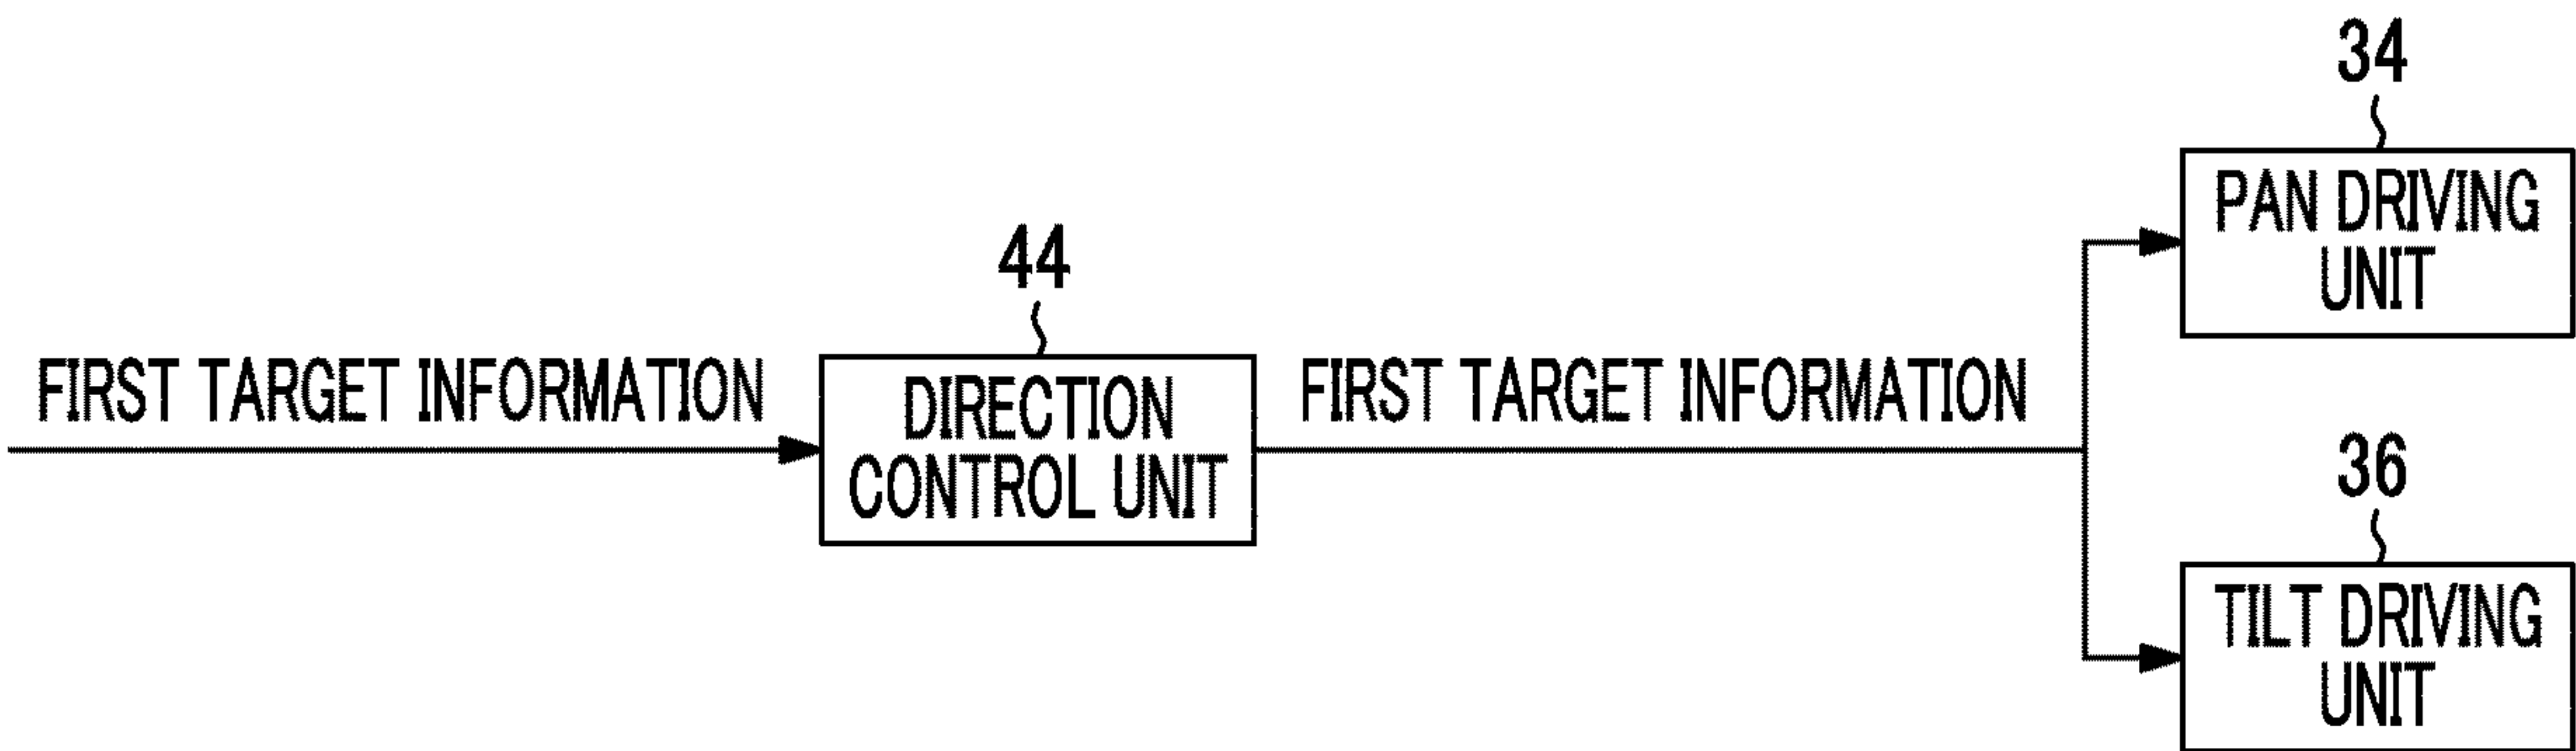 34
PAN DRIVING
UNIT
44
FIRST TARGET INFORMATION
DIRECTION
CONTROL UNIT
FIRST TARGET INFORMATION
36
TILT DRIVING
UNIT